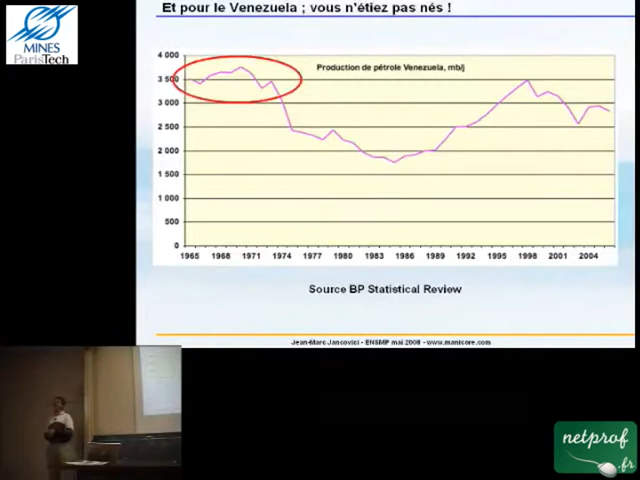 Et pour le Venezuela ; vous n'étiez pas nés !
MINES
ParisTech
Production de pétrole Venezuela, mb/j
4 000
3 500
3 000
2 500
2 000
1 500
1 000
500
0
1965 1968 1971 1974 1977 1980 1983 1986 1989 1992 1995 1998 2001 2004
Source BP Statistical Review
Jean-Marc Jancovici - ENSMP mai 2008 - www.manicore.com
netprof
.fr